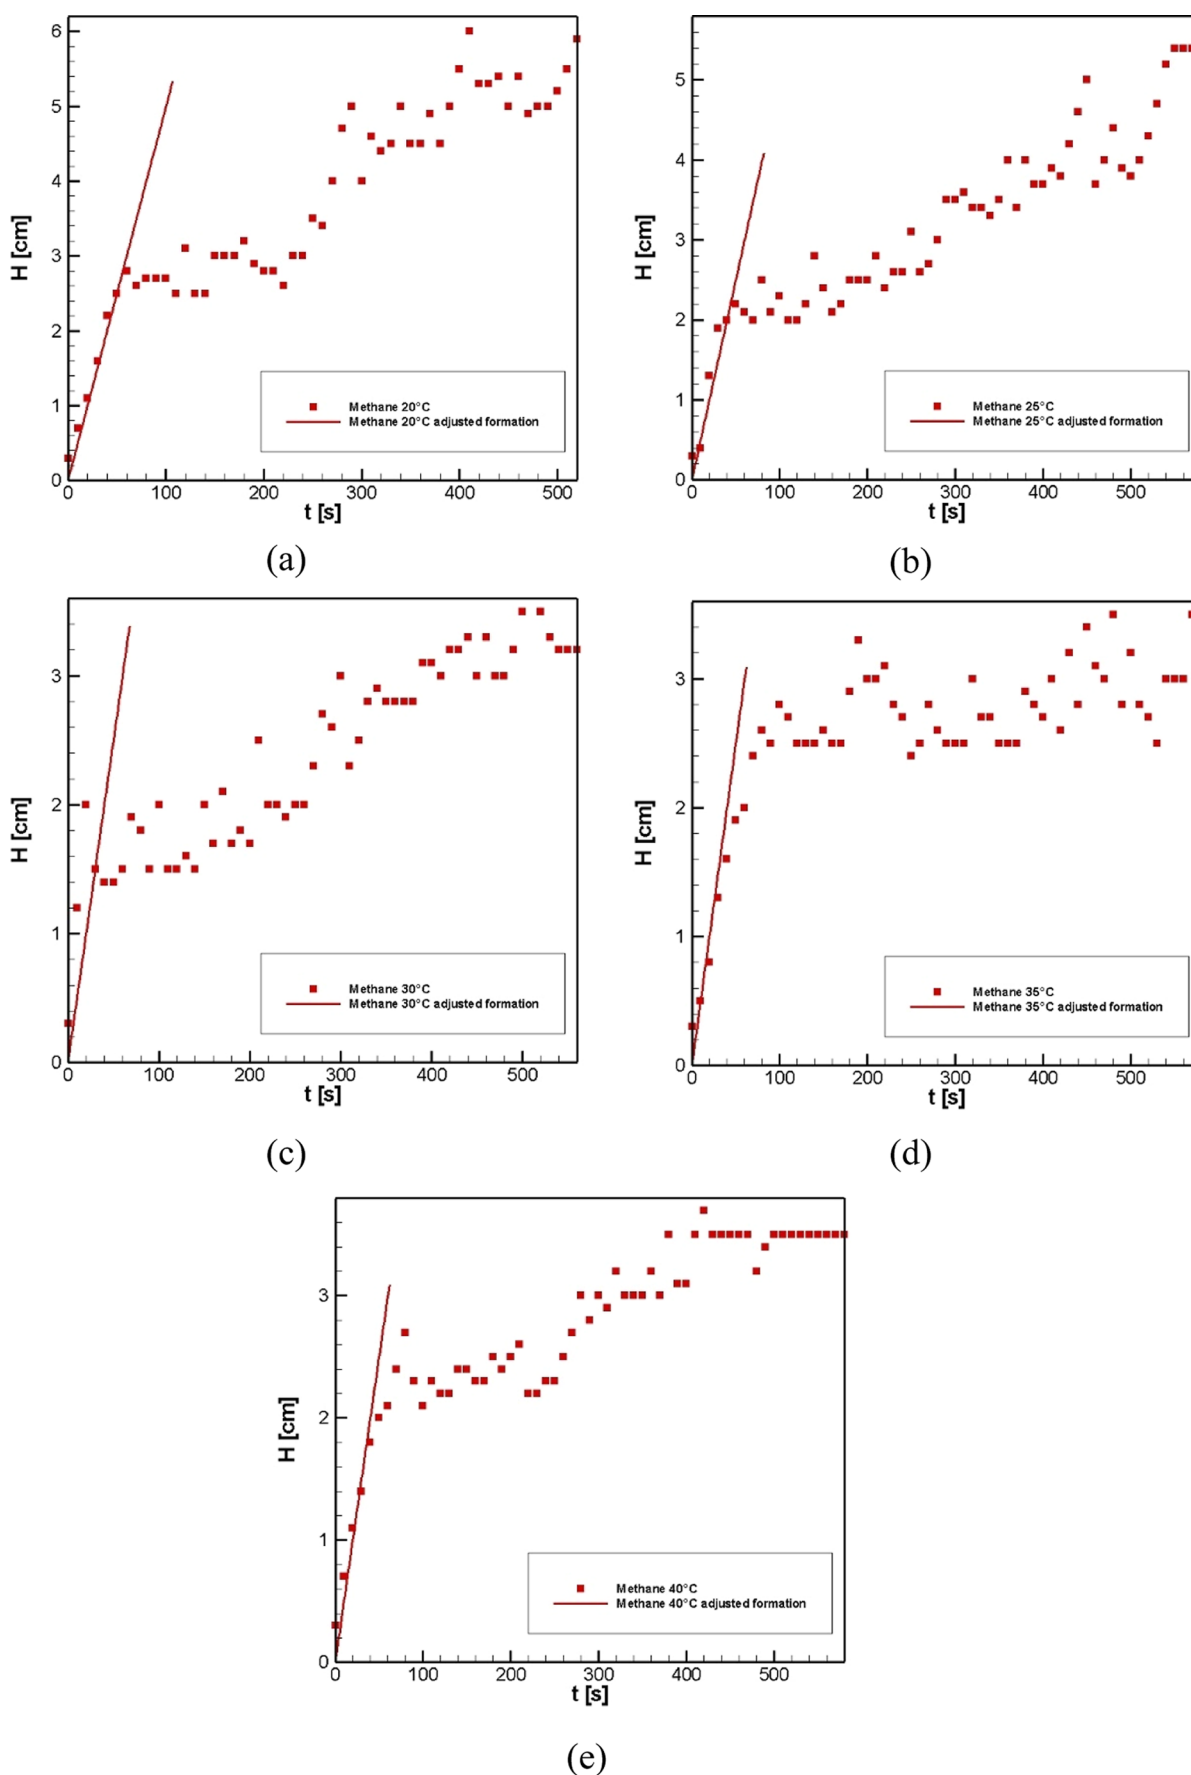 6
5
4
3
2
1
0
H [cm]
0 100 200 300 400 500
t [s]
Methane 20°C
Methane 20°C adjusted formation
(a)
5
4
3
2
1
0
H [cm]
0 100 200 300 400 500
t [s]
Methane 25°C
Methane 25°C adjusted formation
(b)
3
2
1
0
H [cm]
0 100 200 300 400 500
t [s]
Methane 30°C
Methane 30°C adjusted formation
(c)
3
2
1
0
H [cm]
0 100 200 300 400 500
t [s]
Methane 35°C
Methane 35°C adjusted formation
(d)
3
2
1
0
H [cm]
0 100 200 300 400 500
t [s]
Methane 40°C
Methane 40°C adjusted formation
(e)